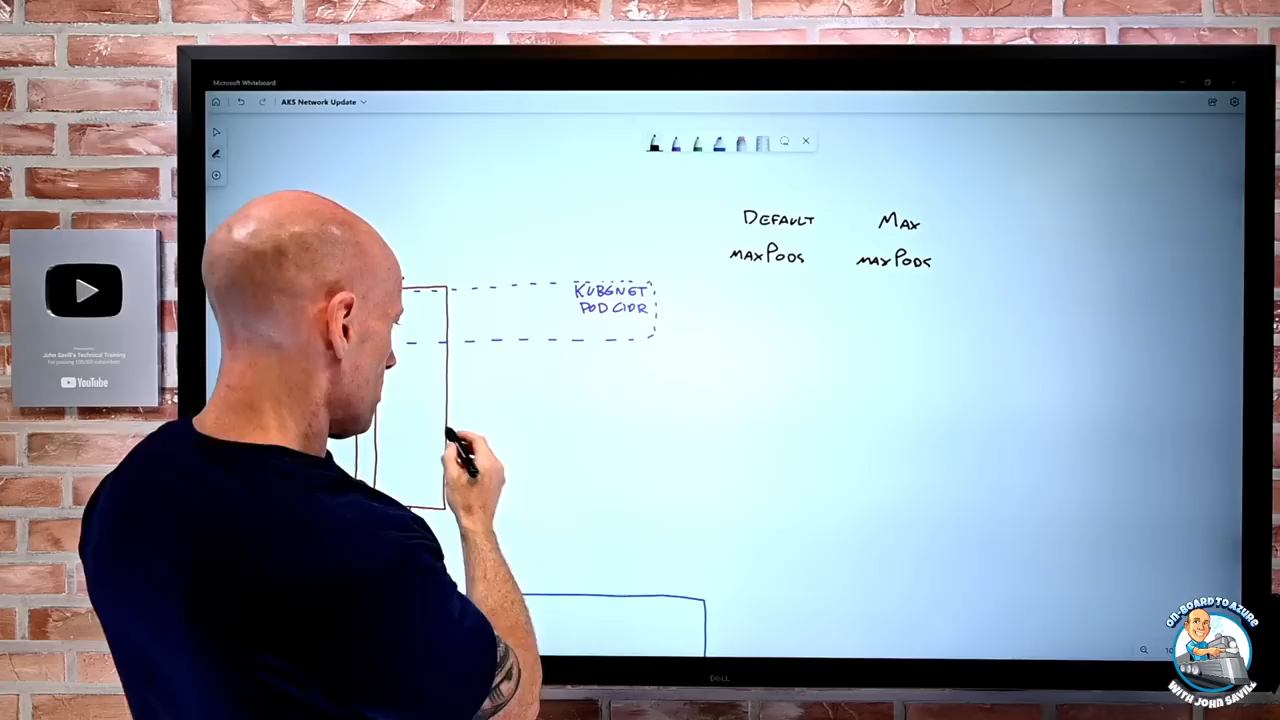 Microsoft Whiteboard
AKS Network Update
DEFAULT MAX
MAXPODS MAXPODS
KUBENET
POD CIDR
John Savill's Technical Training
YouTube
DELL
ON-BOARD TO AZURE
WITH JOHN SAVILL